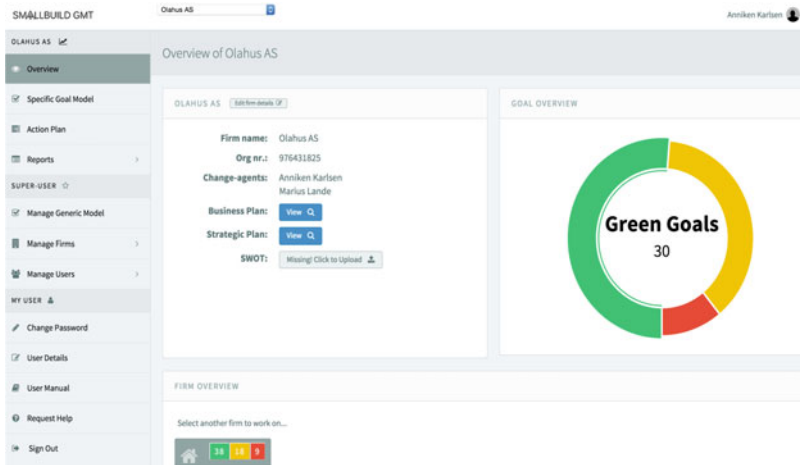 SMALLBUILD GMT
Olahus AS
Anniken Karlsen
OLAHUS AS
Overview
Specific Goal Model
Action Plan
Reports
SUPER-USER
Manage Generic Model
Manage Firms
Manage Users
MY USER
Change Password
User Details
User Manual
Request Help
Sign Out
Overview of Olahus AS
OLAHUS AS Edit firm details
Firm name: Olahus AS
Org nr.: 976431825
Change-agents: Anniken Karlsen
Marius Lande
Business Plan: View
Strategic Plan: View
SWOT: Missing! Click to Upload
GOAL OVERVIEW
Green Goals
30
FIRM OVERVIEW
Select another firm to work on...
38 18 9